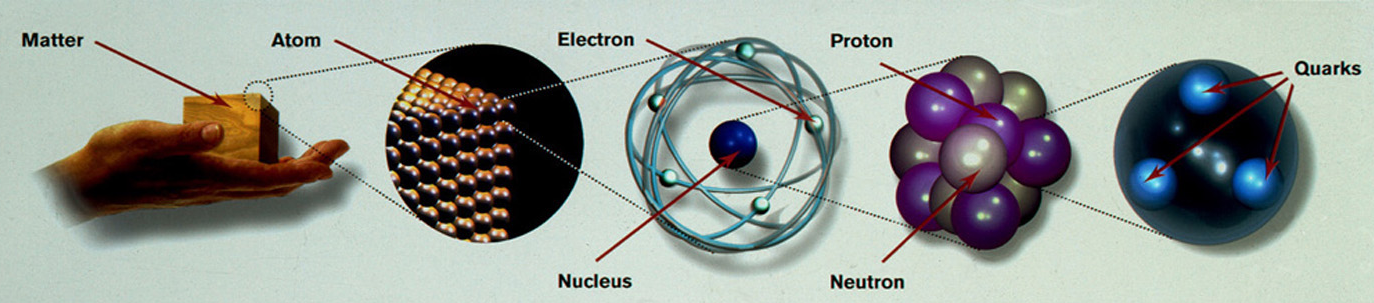 Matter
Atom
Electron
Proton
Quarks
Nucleus
Neutron